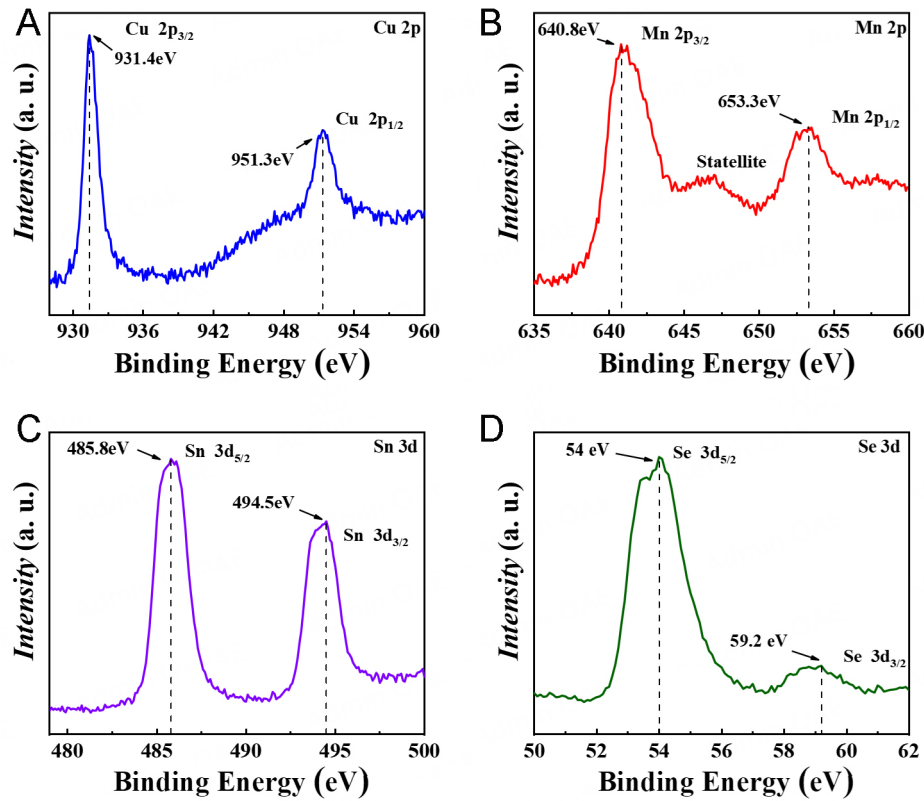 A
Cu 2p3/2
931.4eV
Cu 2p
951.3eV
Cu 2p1/2
Intensity (a. u.)
930 936 942 948 951 954 960
Binding Energy (eV)
B
640.8eV
Mn 2p3/2
Mn 2p
653.3eV
Mn 2p1/2
Statellite
Intensity (a. u.)
635 640 645 650 655 660
Binding Energy (eV)
C
485.8eV
Sn 3d5/2
Sn 3d
494.5eV
Sn 3d3/2
Intensity (a. u.)
480 485 490 495 500
Binding Energy (eV)
D
54 eV
Se 3d5/2
Se 3d
59.2 eV
Se 3d3/2
Intensity (a. u.)
50 52 54 56 58 60 62
Binding Energy (eV)